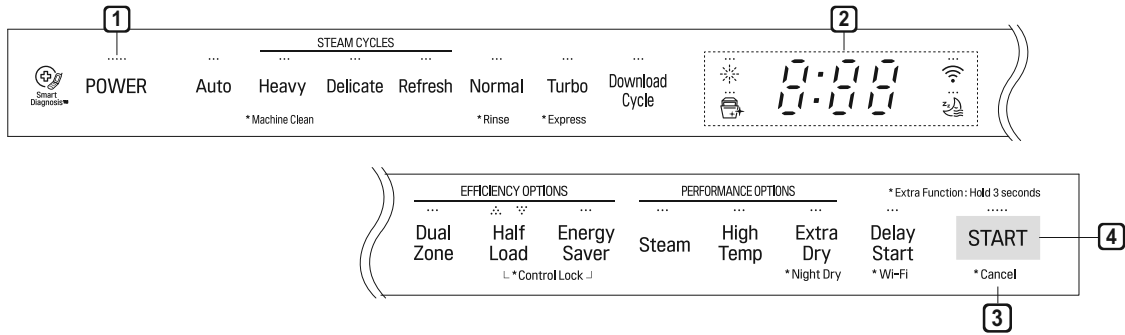 1
2
STEAM CYCLES
Smart
Diagnosis
POWER
Auto
Heavy
Delicate
Refresh
Normal
Turbo
Download
Cycle
8:88
* Machine Clean
* Rinse
* Express
EFFICIENCY OPTIONS
PERFORMANCE OPTIONS
* Extra Function : Hold 3 seconds
Dual
Zone
Half
Load
Energy
Saver
Steam
High
Temp
Extra
Dry
Delay
Start
START
4
* Control Lock
* Night Dry
* Wi-Fi
* Cancel
3